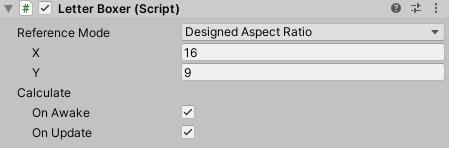 Letter Boxer (Script)
Reference Mode Designed Aspect Ratio
X 16
Y 9
Calculate
On Awake
On Update